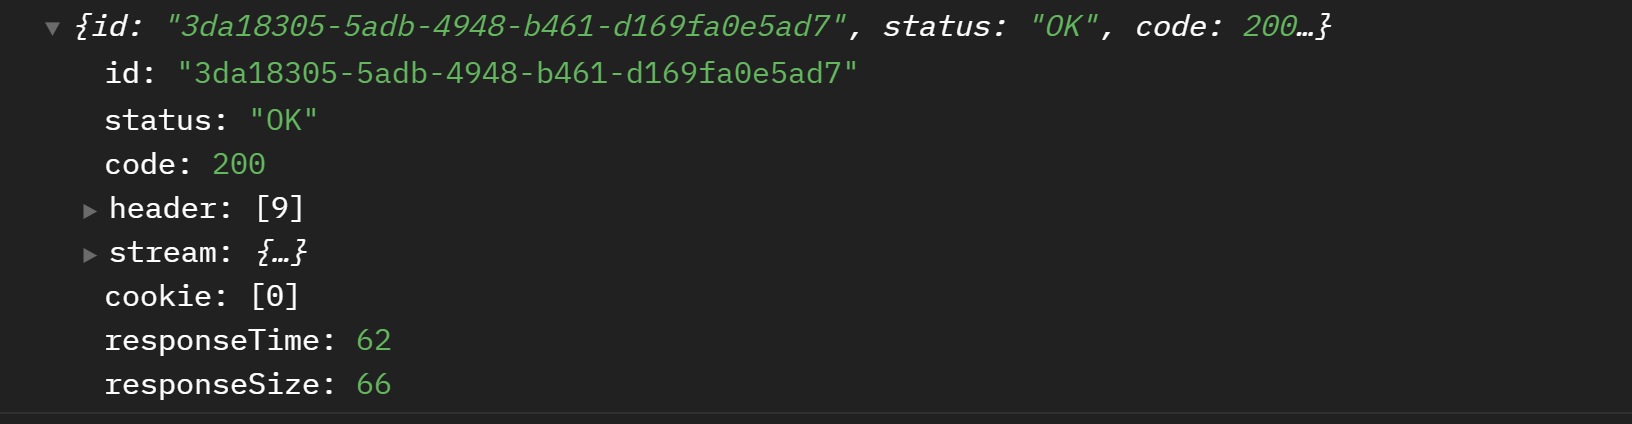 ▼ {id: "3da18305-5adb-4948-b461-d169fa0e5ad7", status: "OK", code: 200…}
id: "3da18305-5adb-4948-b461-d169fa0e5ad7"
status: "OK"
code: 200
▶ header: [9]
▶ stream: {…}
cookie: [0]
responseTime: 62
responseSize: 66